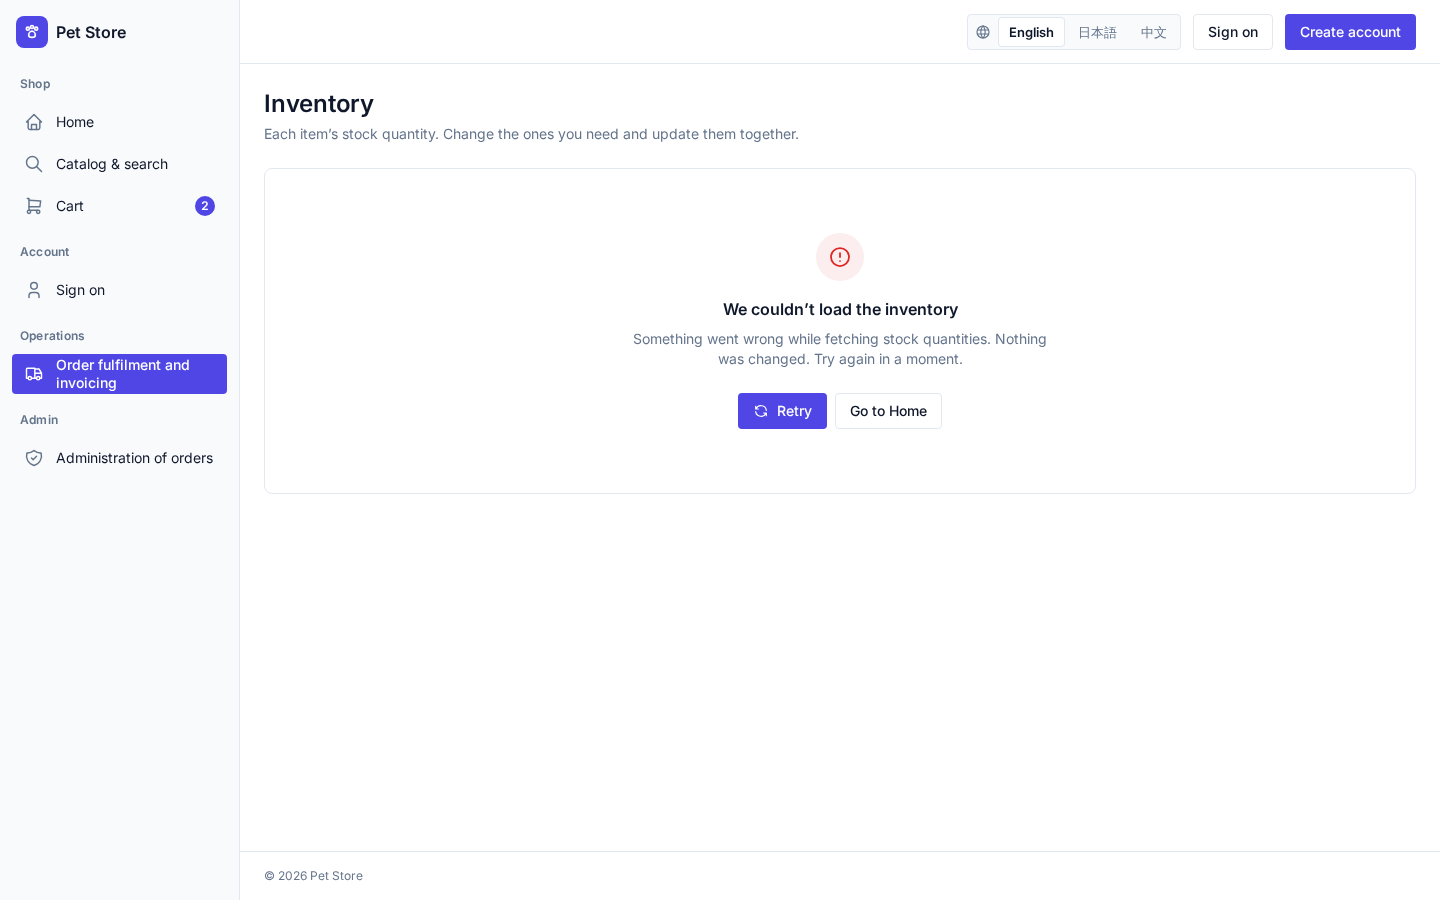 Pet Store
English
日本語
中文
Sign on
Create account
Shop
Home
Catalog & search
Cart
2
Account
Sign on
Operations
Order fulfilment and
invoicing
Admin
Administration of orders
Inventory
Each item’s stock quantity. Change the ones you need and update them together.
We couldn’t load the inventory
Something went wrong while fetching stock quantities. Nothing
was changed. Try again in a moment.
Retry
Go to Home
© 2026 Pet Store